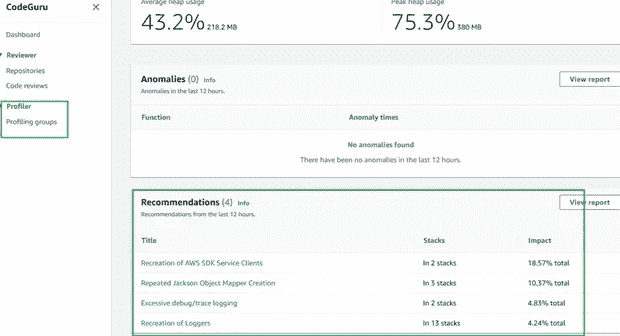 CodeGuru
Dashboard
Reviewer
Repositories
Code reviews
Profiler
Profiling groups
Average heap usage
43.2% 218.2 MB
Peak heap usage
75.3% 380 MB
Anomalies (0) Info
View report
Anomalies in the last 12 hours.
Function Anomaly times
No anomalies found
There have been no anomalies in the last 12 hours.
Recommendations (4) Info
View report
Recommendations from the last 12 hours.
Title Stacks Impact
Recreation of AWS SDK Service Clients In 2 stacks 18.57% total
Repeated Jackson Object Mapper Creation In 3 stacks 10.37% total
Excessive debug/trace logging In 2 stacks 4.83% total
Recreation of Loggers In 13 stacks 4.24% total